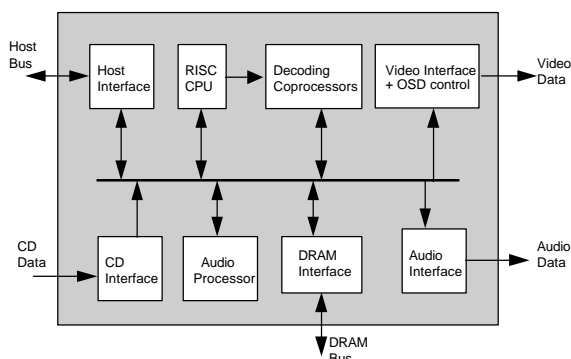 Host
Bus
Host
Interface
RISC
CPU
Decoding
Coprocessors
Video Interface
+ OSD control
Video
Data
CD
Data
CD
Interface
Audio
Processor
DRAM
Interface
Audio
Interface
Audio
Data
DRAM
Bus